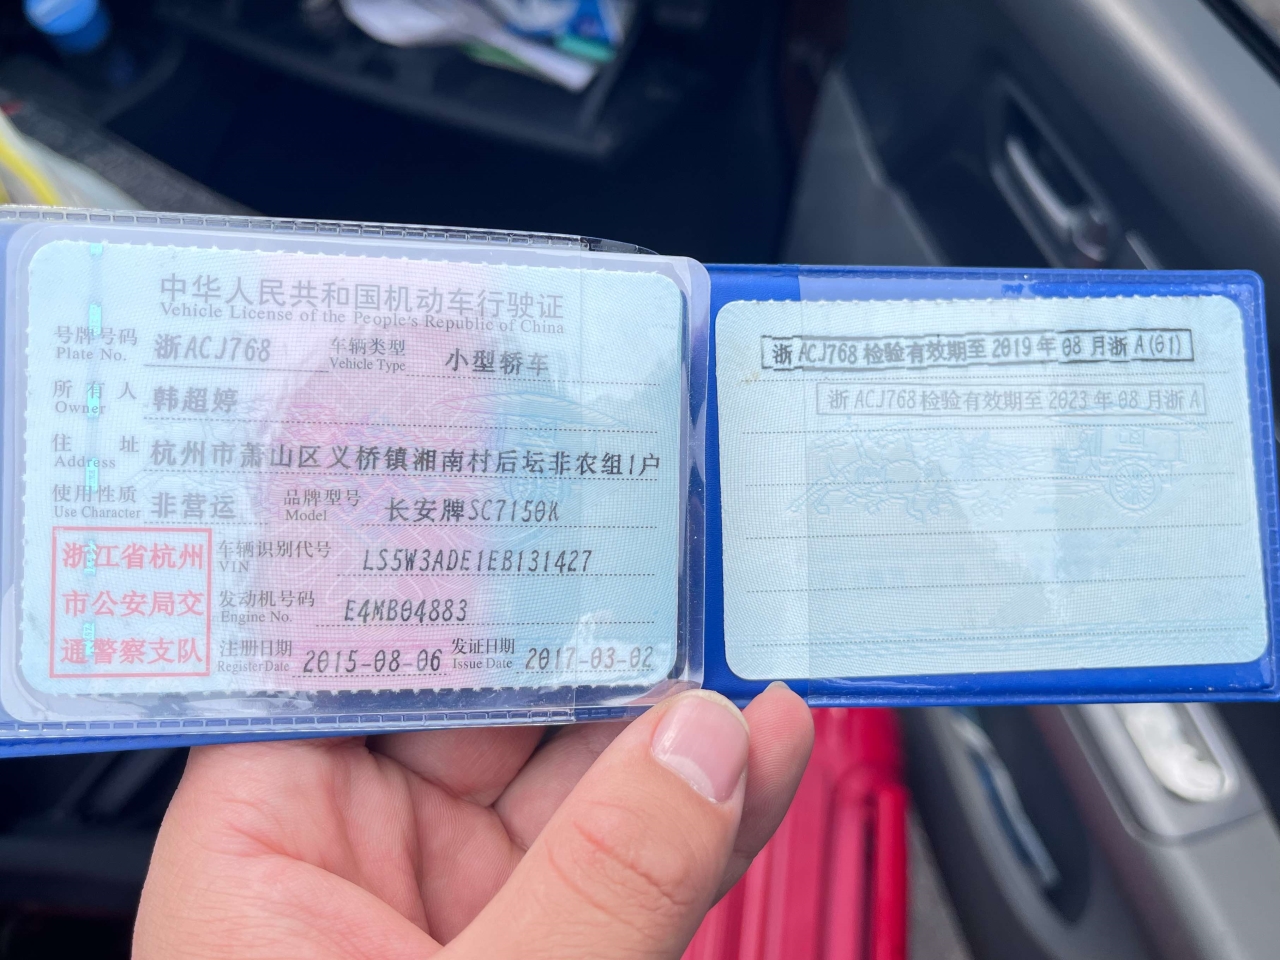 中华人民共和国机动车行驶证
Vehicle License of the People's Republic of China
号牌号码 浙ACJ768 车辆类型 小型轿车
Plate No. Vehicle Type
所有人 韩超婷
Owner
住址 杭州市萧山区义桥镇湘南村后坛非农组1户
Address
使用性质 非营运 品牌型号 长安牌SC7150K
Use Character Model
浙江省杭州
市公安局交
通警察支队
车辆识别代号 LS5W3ADE1EB131427
VIN
发动机号码 E4MB04883
Engine No.
注册日期 2015-08-06 发证日期 2017-03-02
Register Date Issue Date
浙ACJ768检验有效期至2019年08月浙A(01)
浙ACJ768检验有效期至2023年08月浙A